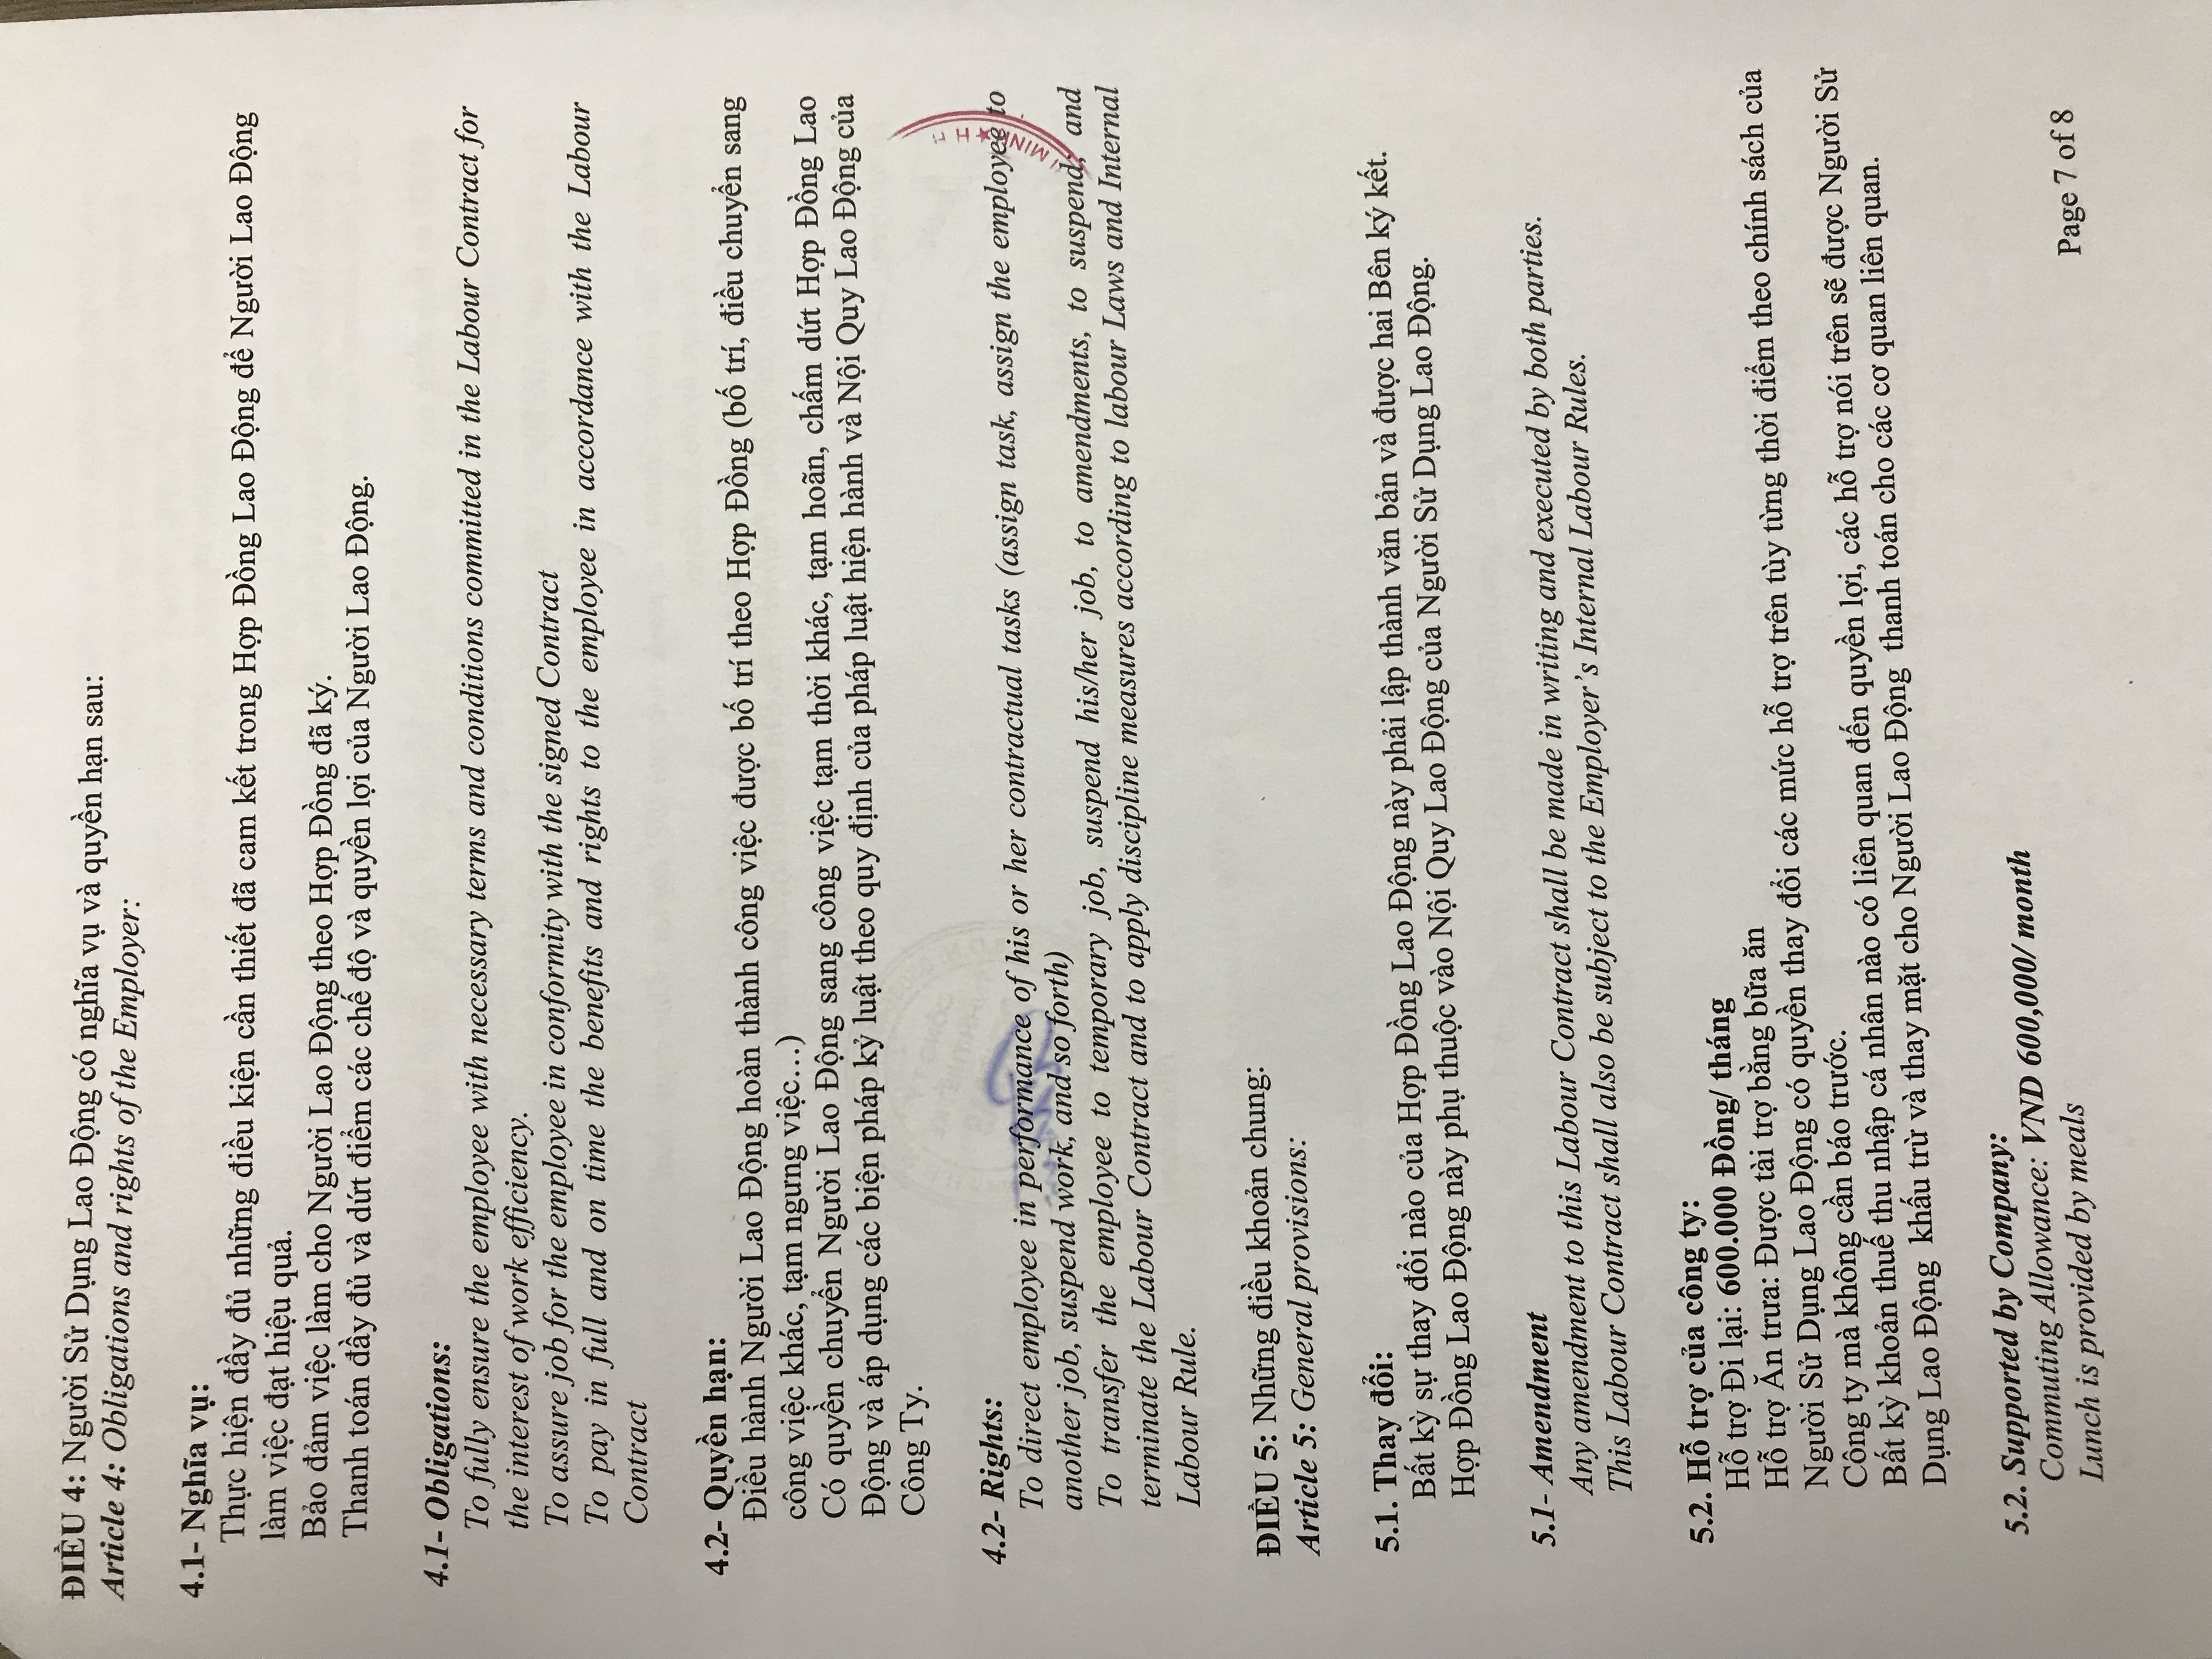 ĐIỀU 4: Người Sử Dụng Lao Động có nghĩa vụ và quyền hạn sau:
Article 4: Obligations and rights of the Employer:
4.1- Nghĩa vụ:
Thực hiện đầy đủ những điều kiện cần thiết đã cam kết trong Hợp Đồng Lao Động để Người Lao Động
làm việc đạt hiệu quả.
Bảo đảm việc làm cho Người Lao Động theo Hợp Đồng đã ký.
Thanh toán đầy đủ và dứt điểm các chế độ và quyền lợi của Người Lao Động.
4.1- Obligations:
To fully ensure the employee with necessary terms and conditions committed in the Labour Contract for
the interest of work efficiency.
To assure job for the employee in conformity with the signed Contract
To pay in full and on time the benefits and rights to the employee in accordance with the Labour
Contract
4.2- Quyền hạn:
Điều hành Người Lao Động hoàn thành công việc được bố trí theo Hợp Đồng (bố trí, điều chuyển sang
công việc khác, tạm ngưng việc…)
Có quyền chuyển Người Lao Động sang công việc tạm thời khác, tạm hoãn, chấm dứt Hợp Đồng Lao
Động và áp dụng các biện pháp kỷ luật theo quy định của pháp luật hiện hành và Nội Quy Lao Động của
Công Ty.
4.2- Rights:
To direct employee in performance of his or her contractual tasks (assign task, assign the employee to
another job, suspend work, and so forth)
To transfer the employee to temporary job, suspend his/her job, to amendments, to suspend, and
terminate the Labour Contract and to apply discipline measures according to labour Laws and Internal
Labour Rule.
MINH
ĐIỀU 5: Những điều khoản chung:
Article 5: General provisions:
5.1. Thay đổi:
Bất kỳ sự thay đổi nào của Hợp Đồng Lao Động này phải lập thành văn bản và được hai Bên ký kết.
Hợp Đồng Lao Động này phụ thuộc vào Nội Quy Lao Động của Người Sử Dụng Lao Động.
5.1- Amendment
Any amendment to this Labour Contract shall be made in writing and executed by both parties.
This Labour Contract shall also be subject to the Employer’s Internal Labour Rules.
5.2. Hỗ trợ của công ty:
Hỗ trợ Đi lại: 600.000 Đồng/ tháng
Hỗ trợ Ăn trưa: Được tài trợ bằng bữa ăn
Người Sử Dụng Lao Động có quyền thay đổi các mức hỗ trợ trên tùy từng thời điểm theo chính sách của
Công ty mà không cần báo trước.
Bất kỳ khoản thuế thu nhập cá nhân nào có liên quan đến quyền lợi, các hỗ trợ nói trên sẽ được Người Sử
Dụng Lao Động khấu trừ và thay mặt cho Người Lao Động thanh toán cho các cơ quan liên quan.
5.2. Supported by Company:
Commuting Allowance: VND 600,000/ month
Lunch is provided by meals
Page 7 of 8